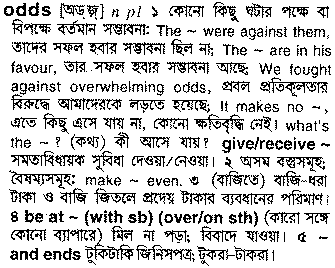 odds [অড্জ়] n pl ১ কোনো কিছু ঘটার পক্ষে বা
বিপক্ষে বর্তমান সম্ভাবনা: The ~ were against them,
তাদের সফল হবার সম্ভাবনা ছিল না; The ~ are in his
favour, তার সফল হবার সম্ভাবনা আছে; We fought
against overwhelming odds, প্রবল প্রতিকূলতার
বিরুদ্ধে আমাদেরকে লড়তে হয়েছে; It makes no ~,
এতে কিছু এসে যায় না, কোনো ক্ষতিবৃদ্ধি নেই। what's
the ~ ? (কথ্য) কী আসে যায়? give/receive ~
সমতাবিধায়ক সুবিধা দেওয়া/নেওয়া। ২ অসম বস্তুসমূহ;
বৈষম্যসমূহ: make ~ even. ৩ (বাজিতে) বাজি-ধরা
টাকা ও বাজি জিতলে প্রদেয় টাকার ব্যবধানের পরিমাণ।
৪ be at ~ (with sb) (over/on sth) (কারো সঙ্গে
কোনো ব্যাপারে) মিল না পড়া; বিবাদে যাওয়া। ৫ ~
and ends টুকিটাকি জিনিসপত্র; টুকরা-টাকরা।